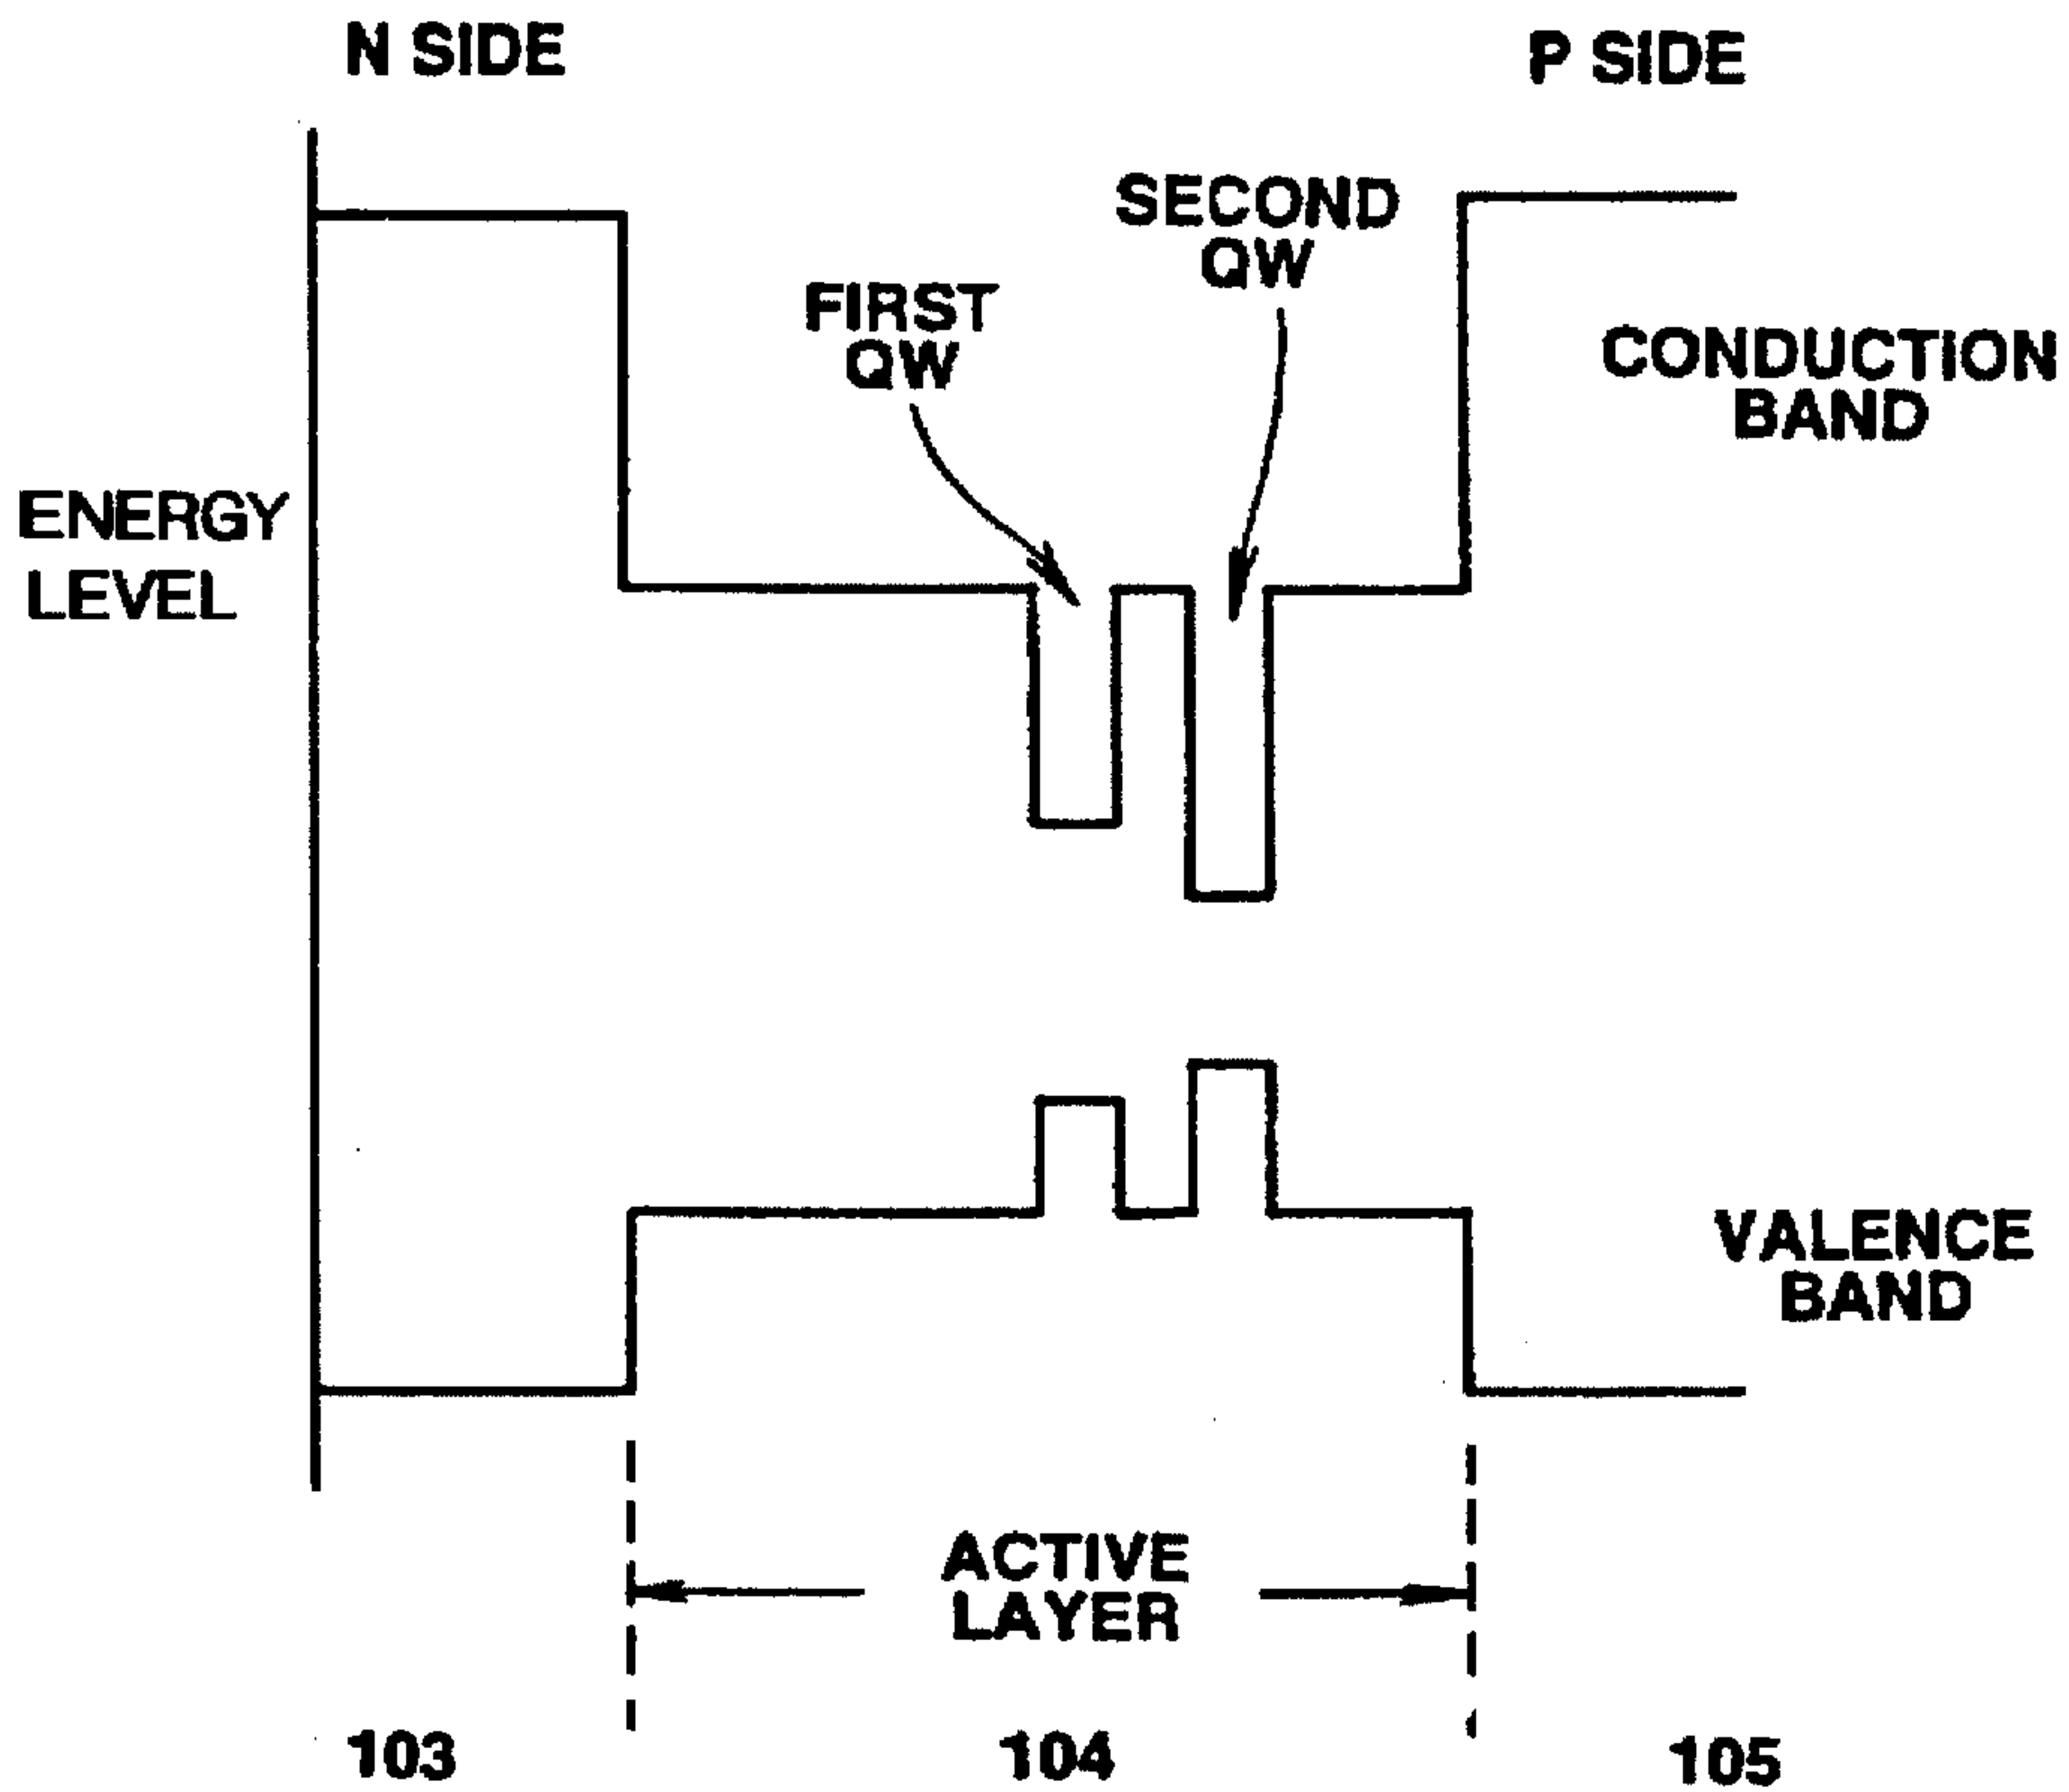 N SIDE
P SIDE
SECOND
QW
FIRST
QW
CONDUCTION
BAND
ENERGY
LEVEL
VALENCE
BAND
ACTIVE
LAYER
103
104
105